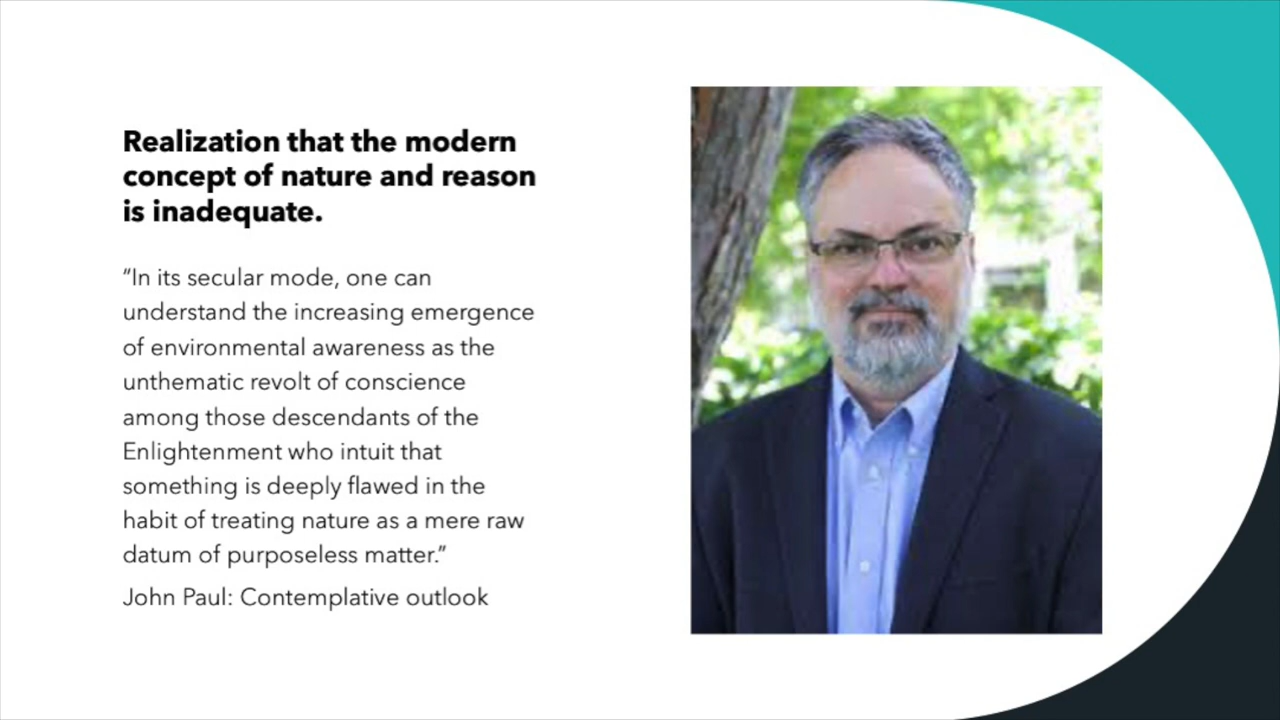 Realization that the modern
concept of nature and reason
is inadequate.
“In its secular mode, one can
understand the increasing emergence
of environmental awareness as the
unthematic revolt of conscience
among those descendants of the
Enlightenment who intuit that
something is deeply flawed in the
habit of treating nature as a mere raw
datum of purposeless matter.”
John Paul: Contemplative outlook